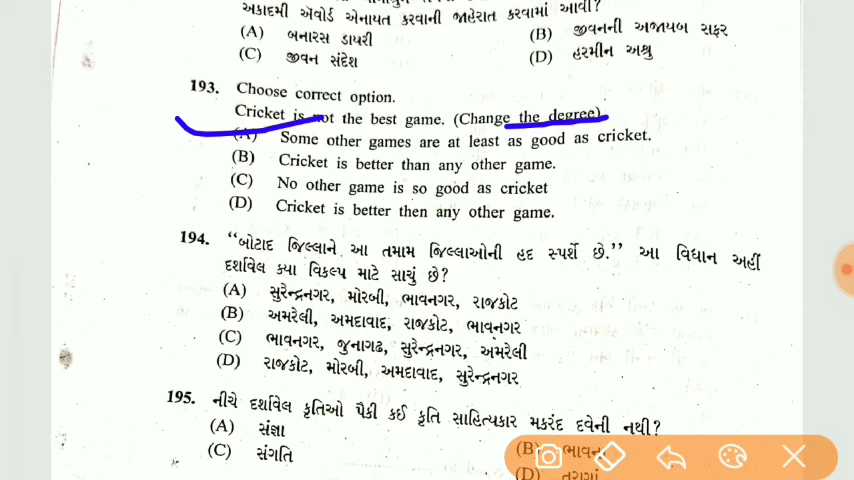 અકાદમી ઍવોર્ડ એનાયત કરવાની જાહેરાત કરવામાં આવી?
(A) બનારસ ડાયરી (B) જીવનની અજાયબ સફર
(C) જીવન સંદેશ (D) હરમીન અશ્રુ
193. Choose correct option.
Cricket is not the best game. (Change the degree)
(A) Some other games are at least as good as cricket.
(B) Cricket is better than any other game.
(C) No other game is so good as cricket
(D) Cricket is better then any other game.
194. “બોટાદ જિલ્લાને આ તમામ જિલ્લાઓની હદ સ્પર્શે છે.” આ વિધાન અહીં
દર્શાવેલ ક્યા વિકલ્પ માટે સાચું છે?
(A) સુરેન્દ્રનગર, મોરબી, ભાવનગર, રાજકોટ
(B) અમરેલી, અમદાવાદ, રાજકોટ, ભાવનગર
(C) ભાવનગર, જુનાગઢ, સુરેન્દ્રનગર, અમરેલી
(D) રાજકોટ, મોરબી, અમદાવાદ, સુરેન્દ્રનગર
195. નીચે દર્શાવેલ કૃતિઓ પૈકી કઈ કૃતિ સાહિત્યકાર મકરંદ દવેની નથી?
(A) સંજ્ઞા (B)
(C) સંગતિ (D)